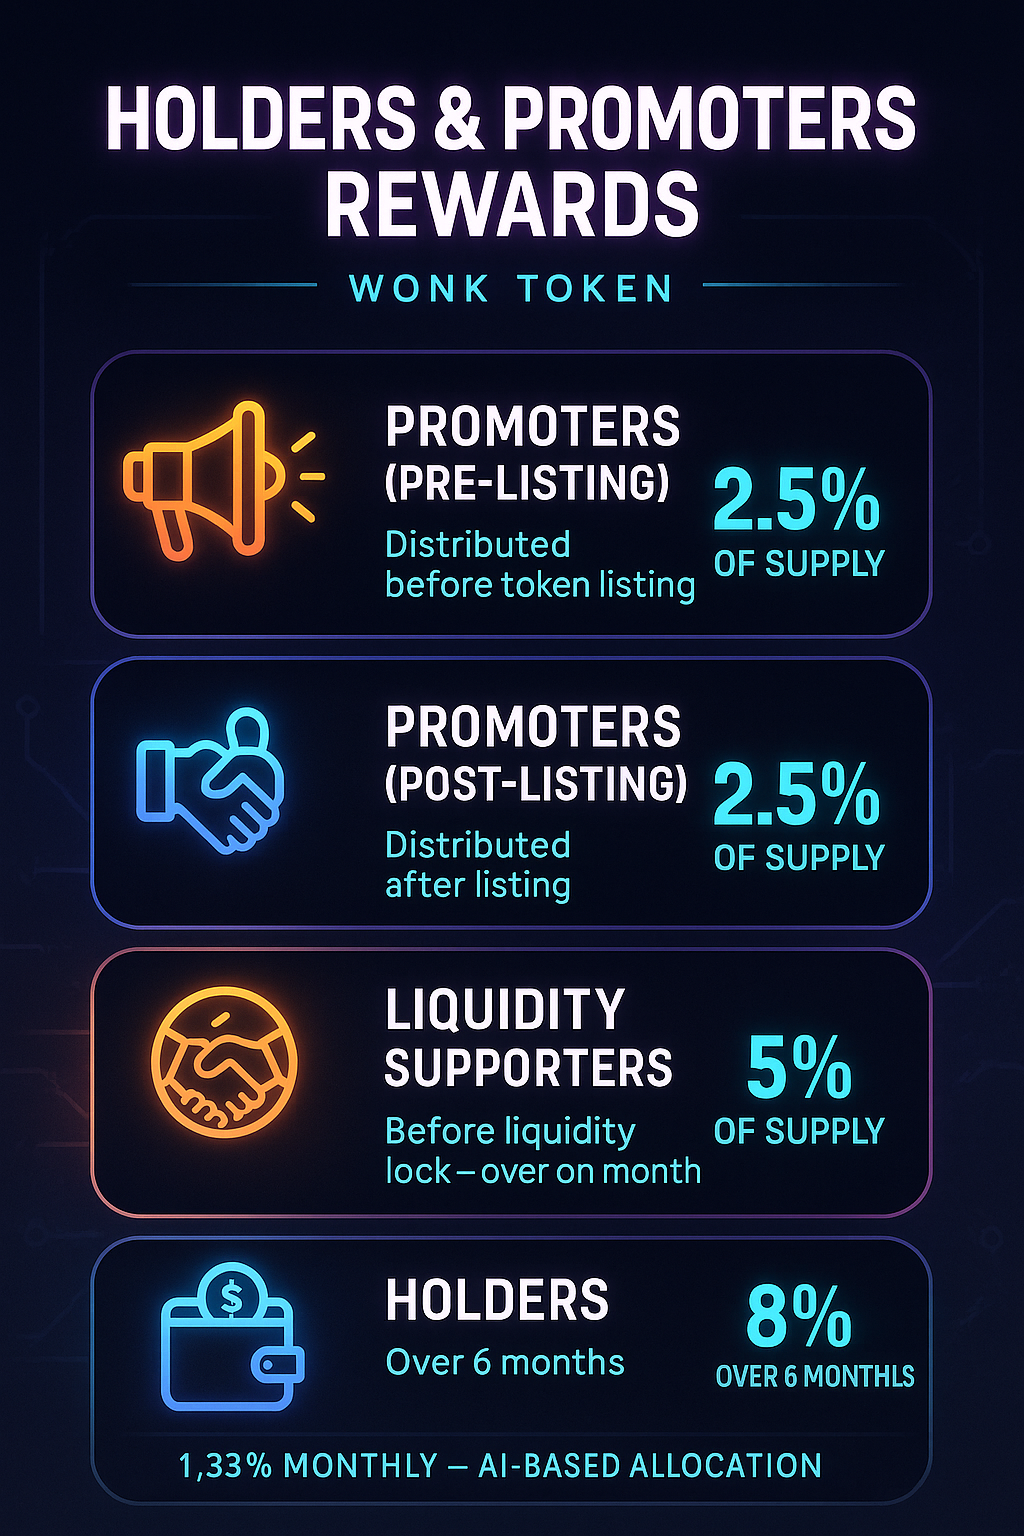 HOLDERS & PROMOTERS
REWARDS
WONK TOKEN
PROMOTERS
(PRE-LISTING)
Distributed
before token listing
2.5%
OF SUPPLY
PROMOTERS
(POST-LISTING)
Distributed
after listing
2.5%
OF SUPPLY
LIQUIDITY
SUPPORTERS
Before liquidity
lock – over on month
5%
OF SUPPLY
$
HOLDERS
Over 6 months
8%
OVER 6 MONTHLS
1,33% MONTHLY – AI-BASED ALLOCATION